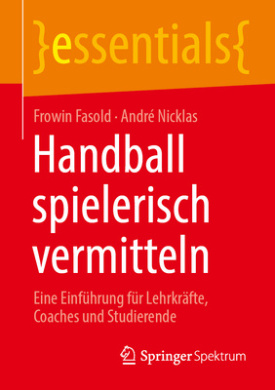 }essentials{
Frowin Fasold · André Nicklas
Handball
spielerisch
vermitteln
Eine Einführung für Lehrkräfte,
Coaches und Studierende
Springer Spektrum